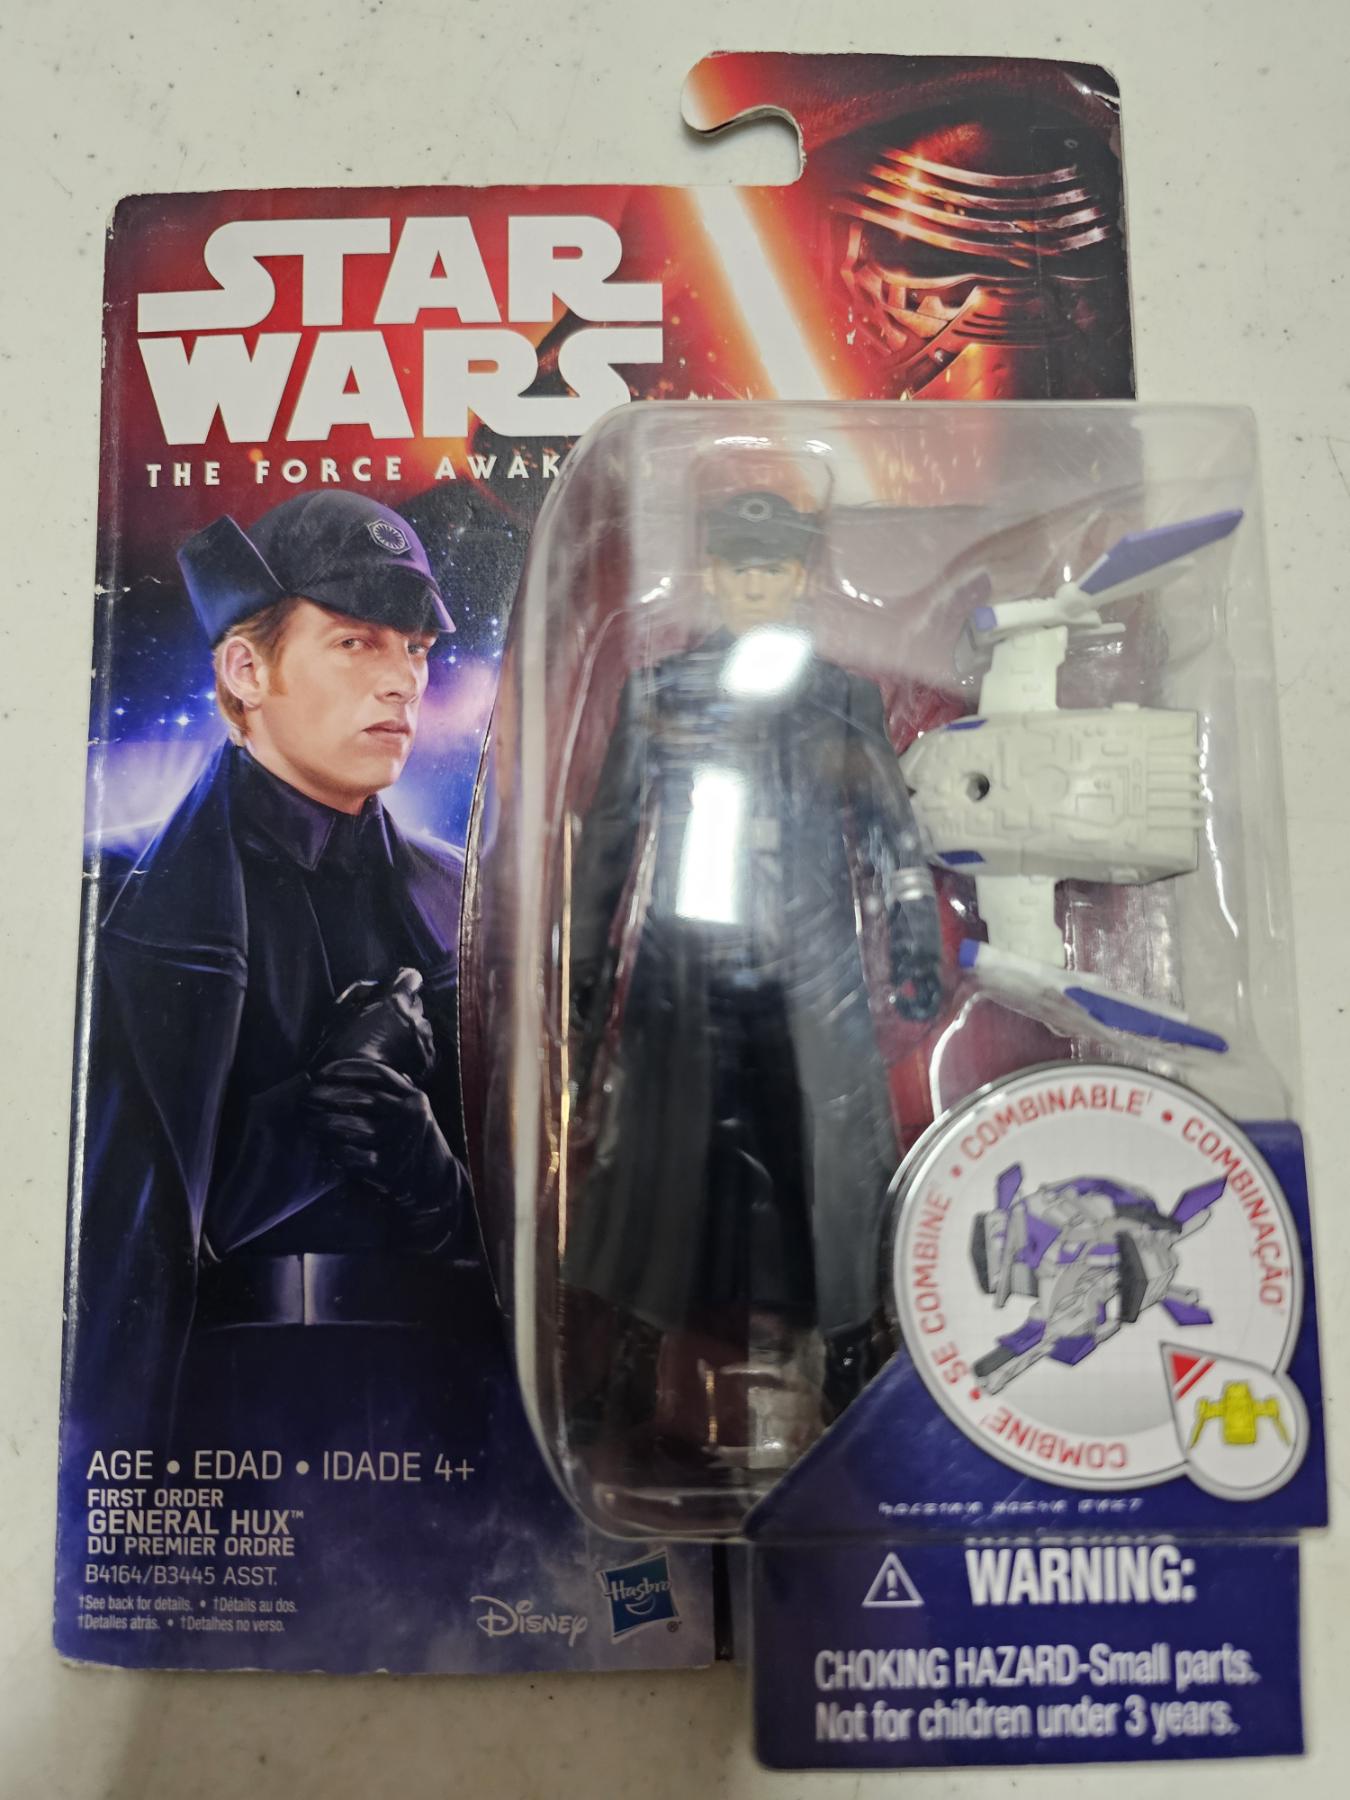 STAR
WARS
THE FORCE AWAKENS
COMBINABLE† • COMBINAÇÃO† • COMBINE† • SE COMBINE
AGE • EDAD • IDADE 4+
FIRST ORDER
GENERAL HUX™
DU PREMIER ORDRE
B4164/B3445 ASST.
†See back for details. • †Détails au dos.
†Detalles atrás. • †Detalhes no verso.
Disney
Hasbro®
WARNING:
CHOKING HAZARD-Small parts.
Not for children under 3 years.